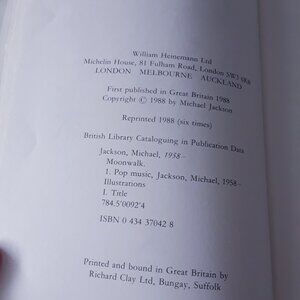 William Heinemann Ltd
Michelin House, 81 Fulham Road, London SW3 6RB
LONDON MELBOURNE AUCKLAND
First published in Great Britain 1988
Copyright © 1988 by Michael Jackson
Reprinted 1988 (six times)
British Library Cataloguing in Publication Data
Jackson, Michael, 1958–
Moonwalk.
1. Pop music, Jackson, Michael, 1958–
Illustrations
I. Title
784.5'0092'4
ISBN 0 434 37042 8
Printed and bound in Great Britain by
Richard Clay Ltd, Bungay, Suffolk